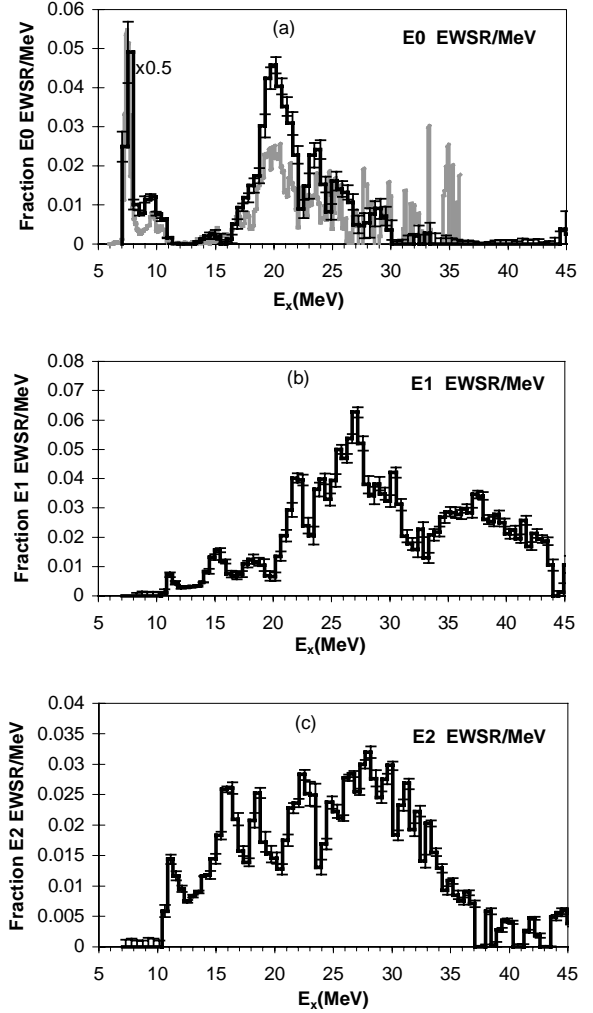 0.06
0.05
0.04
0.03
0.02
0.01
0
(a)
E0 EWSR/MeV
x0.5
Fraction E0 EWSR/MeV
5 10 15 20 25 30 35 40 45
Ex(MeV)
0.08
0.07
0.06
0.05
0.04
0.03
0.02
0.01
0
(b)
E1 EWSR/MeV
Fraction E1 EWSR/MeV
5 10 15 20 25 30 35 40 45
Ex(MeV)
0.04
0.035
0.03
0.025
0.02
0.015
0.01
0.005
0
(c)
E2 EWSR/MeV
Fraction E2 EWSR/MeV
5 10 15 20 25 30 35 40 45
Ex(MeV)